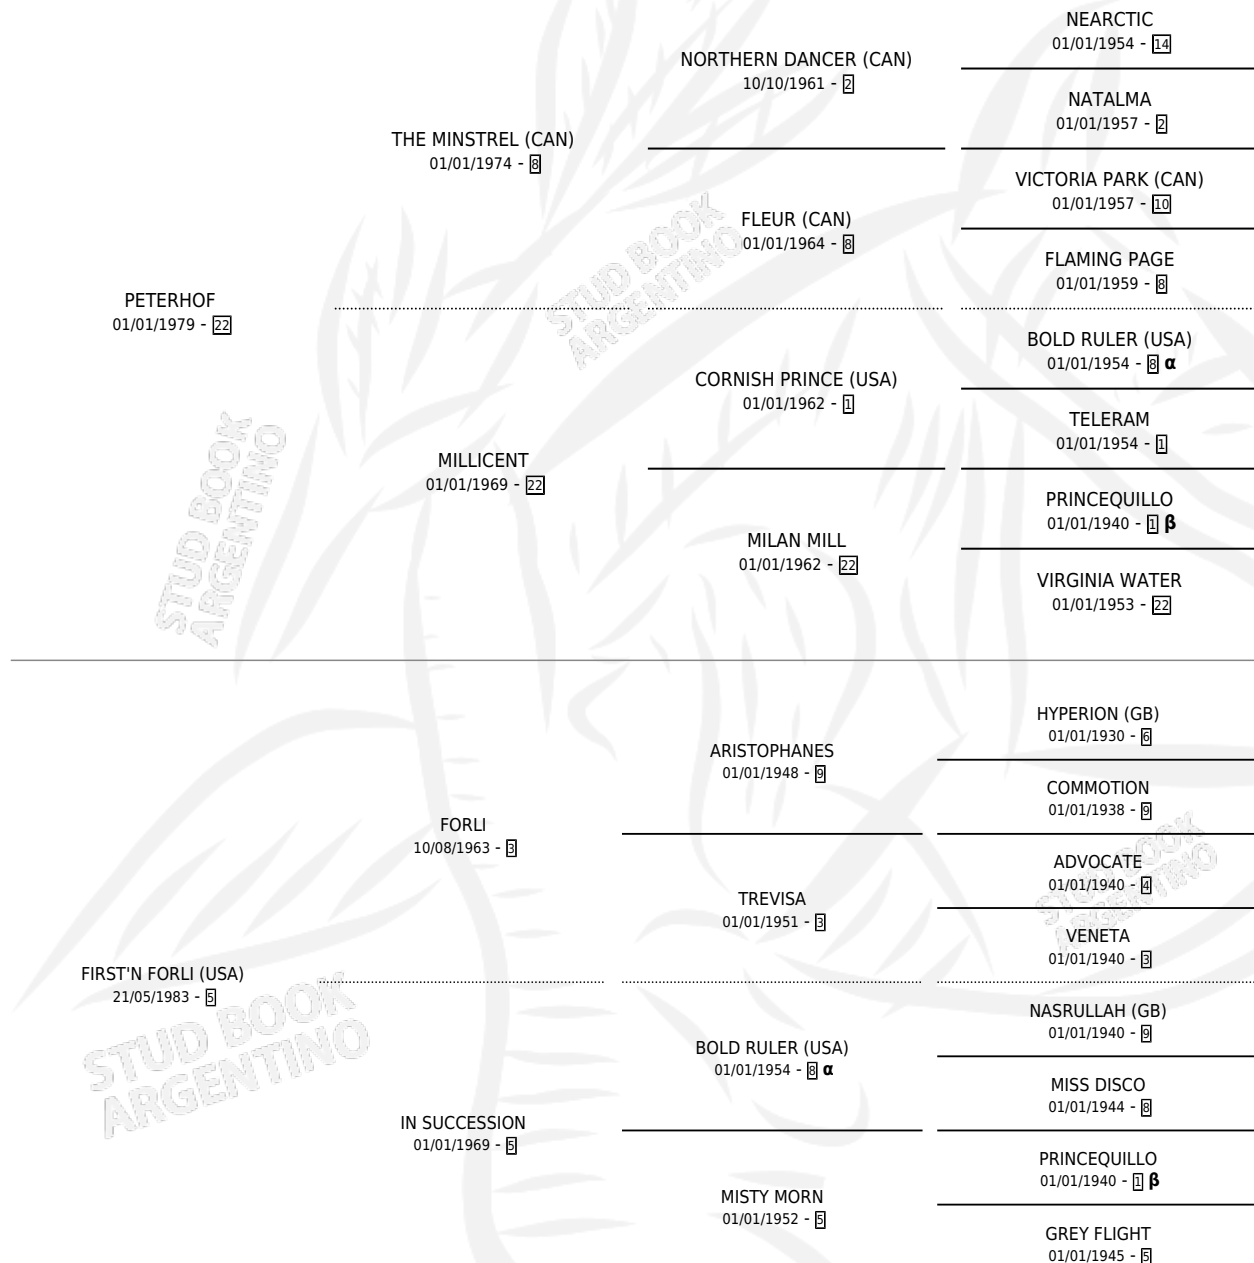 NEARCTIC
01/01/1954 - 14
NORTHERN DANCER (CAN)
10/10/1961 - 2
NATALMA
01/01/1957 - 2
THE MINSTREL (CAN)
01/01/1974 - 8
VICTORIA PARK (CAN)
01/01/1957 - 10
FLEUR (CAN)
01/01/1964 - 8
FLAMING PAGE
01/01/1959 - 8
PETERHOF
01/01/1979 - 22
BOLD RULER (USA)
01/01/1954 - 8 α
CORNISH PRINCE (USA)
01/01/1962 - 1
TELERAM
01/01/1954 - 1
MILLICENT
01/01/1969 - 22
PRINCEQUILLO
01/01/1940 - 1 β
MILAN MILL
01/01/1962 - 22
VIRGINIA WATER
01/01/1953 - 22
HYPERION (GB)
01/01/1930 - 6
ARISTOPHANES
01/01/1948 - 9
COMMOTION
01/01/1938 - 9
FORLI
10/08/1963 - 3
ADVOCATE
01/01/1940 - 4
TREVISA
01/01/1951 - 3
VENETA
01/01/1940 - 3
FIRST'N FORLI (USA)
21/05/1983 - 5
NASRULLAH (GB)
01/01/1940 - 9
BOLD RULER (USA)
01/01/1954 - 8 α
MISS DISCO
01/01/1944 - 8
IN SUCCESSION
01/01/1969 - 5
PRINCEQUILLO
01/01/1940 - 1 β
MISTY MORN
01/01/1952 - 5
GREY FLIGHT
01/01/1945 - 5
STUD BOOK
ARGENTINO
STUD BOOK
ARGENTINO
STUD BOOK
ARGENTINO
STUD BOOK
ARGENTINO